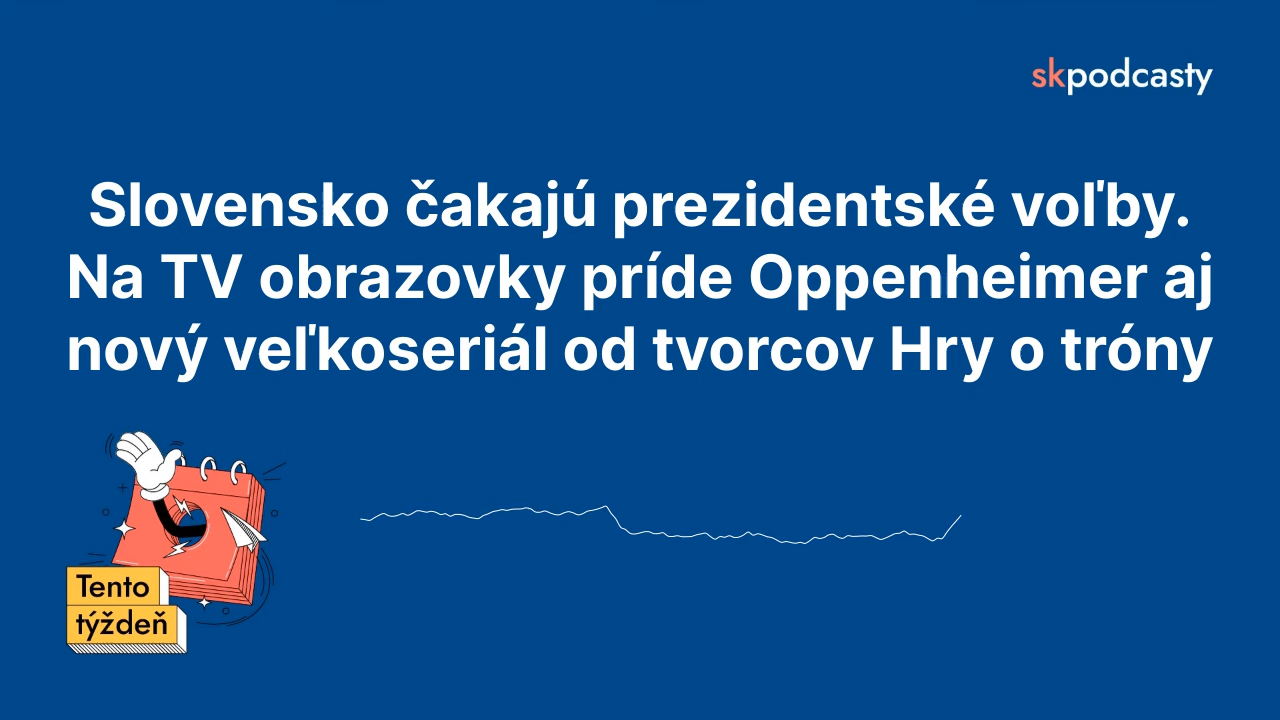 skpodcasty
Slovensko čakajú prezidentské voľby.
Na TV obrazovky príde Oppenheimer aj
nový veľkoseriál od tvorcov Hry o tróny
Tento
týždeň